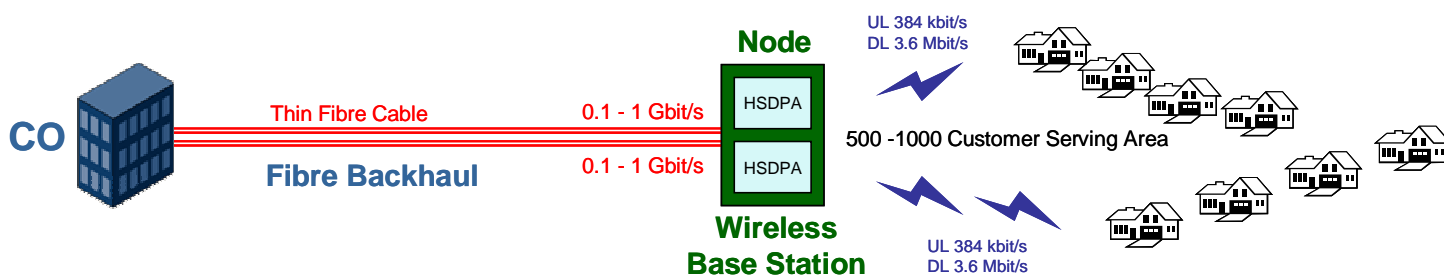 UL 384 kbit/s
DL 3.6 Mbit/s
Node
HSDPA
Thin Fibre Cable
0.1 - 1 Gbit/s
CO
500 -1000 Customer Serving Area
Fibre Backhaul
0.1 - 1 Gbit/s
HSDPA
Wireless
Base Station
UL 384 kbit/s
DL 3.6 Mbit/s